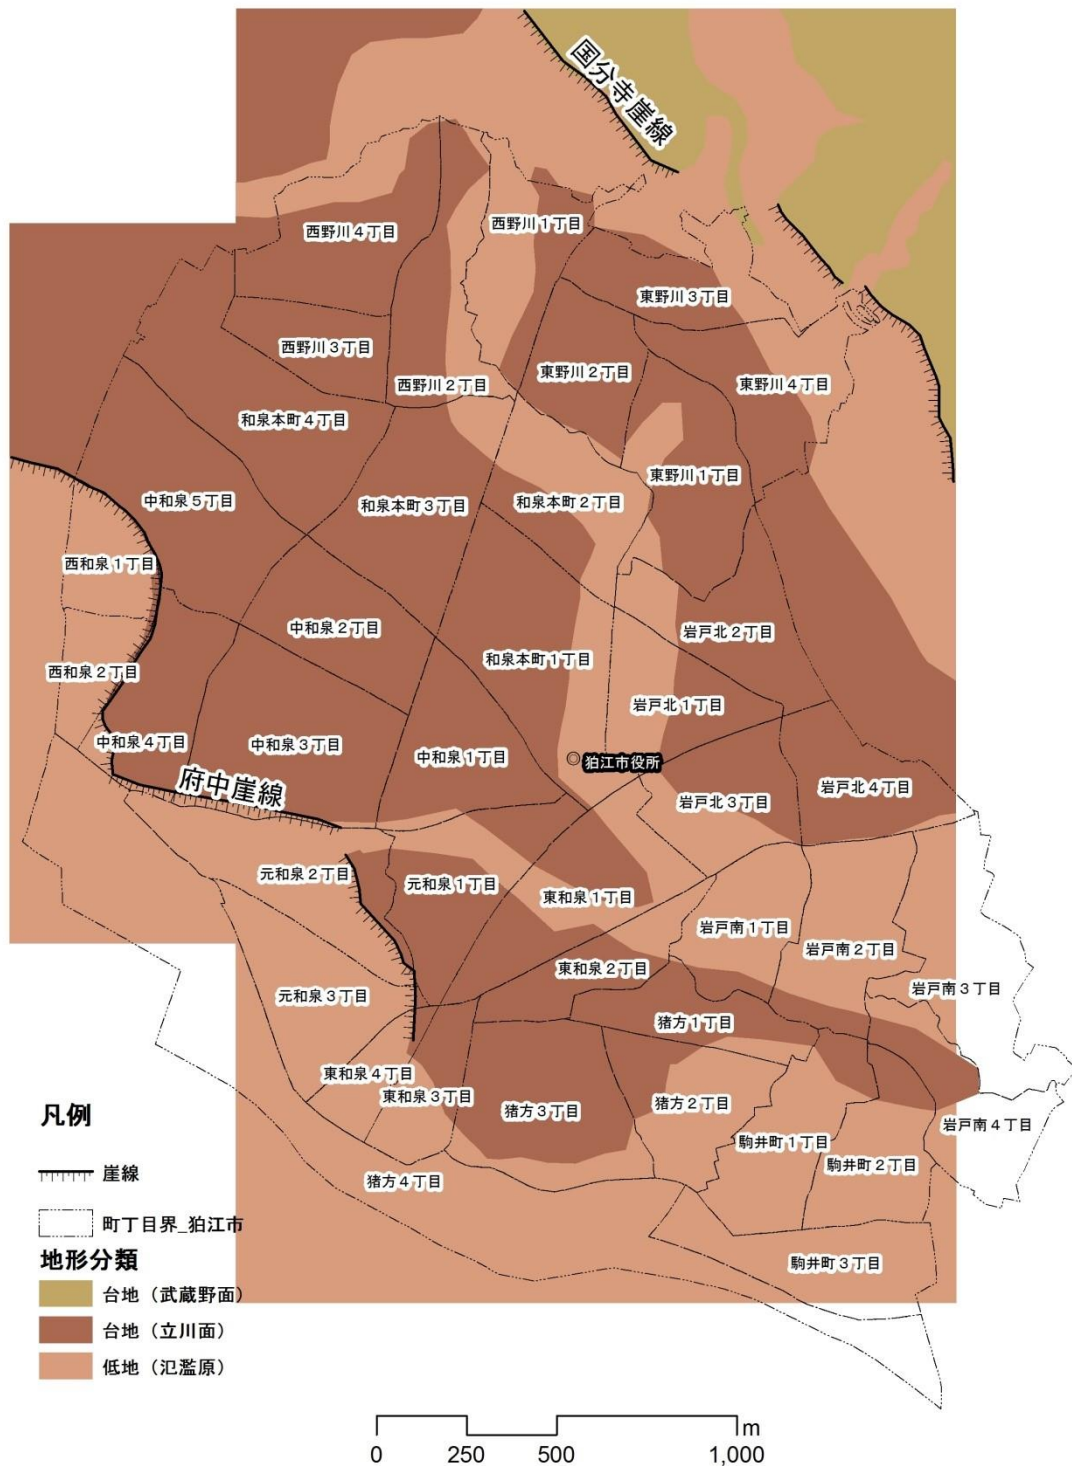 国分寺崖線
西野川４丁目
西野川１丁目
東野川３丁目
西野川３丁目
西野川２丁目
東野川２丁目
東野川４丁目
和泉本町４丁目
東野川１丁目
中和泉５丁目
和泉本町３丁目
和泉本町２丁目
西和泉１丁目
中和泉２丁目
岩戸北２丁目
和泉本町１丁目
西和泉２丁目
岩戸北１丁目
中和泉４丁目
中和泉３丁目
中和泉１丁目
狛江市役所
府中崖線
岩戸北３丁目
岩戸北４丁目
元和泉２丁目
元和泉１丁目
東和泉１丁目
岩戸南１丁目
岩戸南２丁目
東和泉２丁目
岩戸南３丁目
元和泉３丁目
猪方１丁目
東和泉４丁目
東和泉３丁目
猪方３丁目
猪方２丁目
岩戸南４丁目
駒井町１丁目
駒井町２丁目
猪方４丁目
駒井町３丁目
凡例
崖線
町丁目界_狛江市
地形分類
台地（武蔵野面）
台地（立川面）
低地（氾濫原）
m
0 250 500 1,000